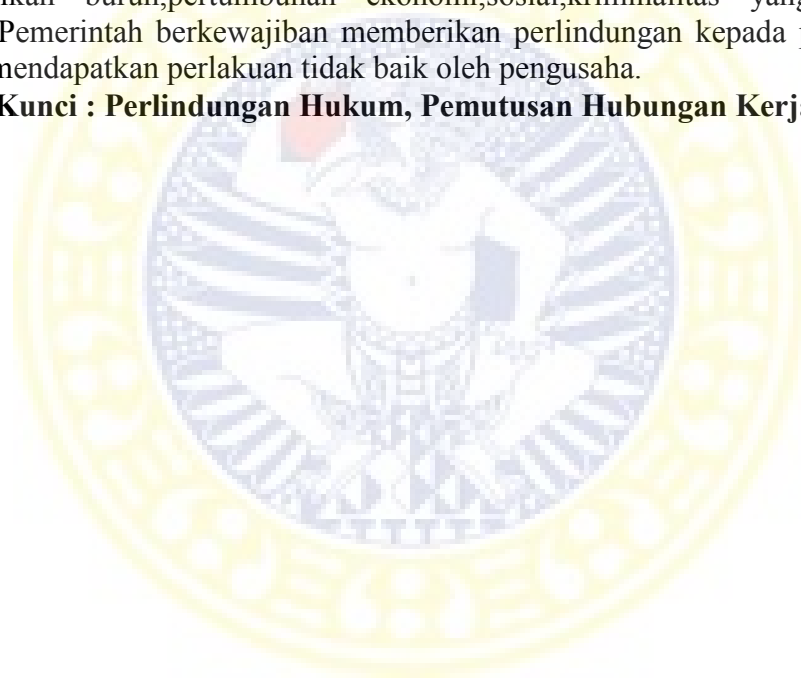 buruh,pertumbuhan ekonomi,sosial,kriminalitas yang
Pemerintah berkewajiban memberikan perlindungan kepada
mendapatkan perlakuan tidak baik oleh pengusaha.
Kunci : Perlindungan Hukum, Pemutusan Hubungan Kerja